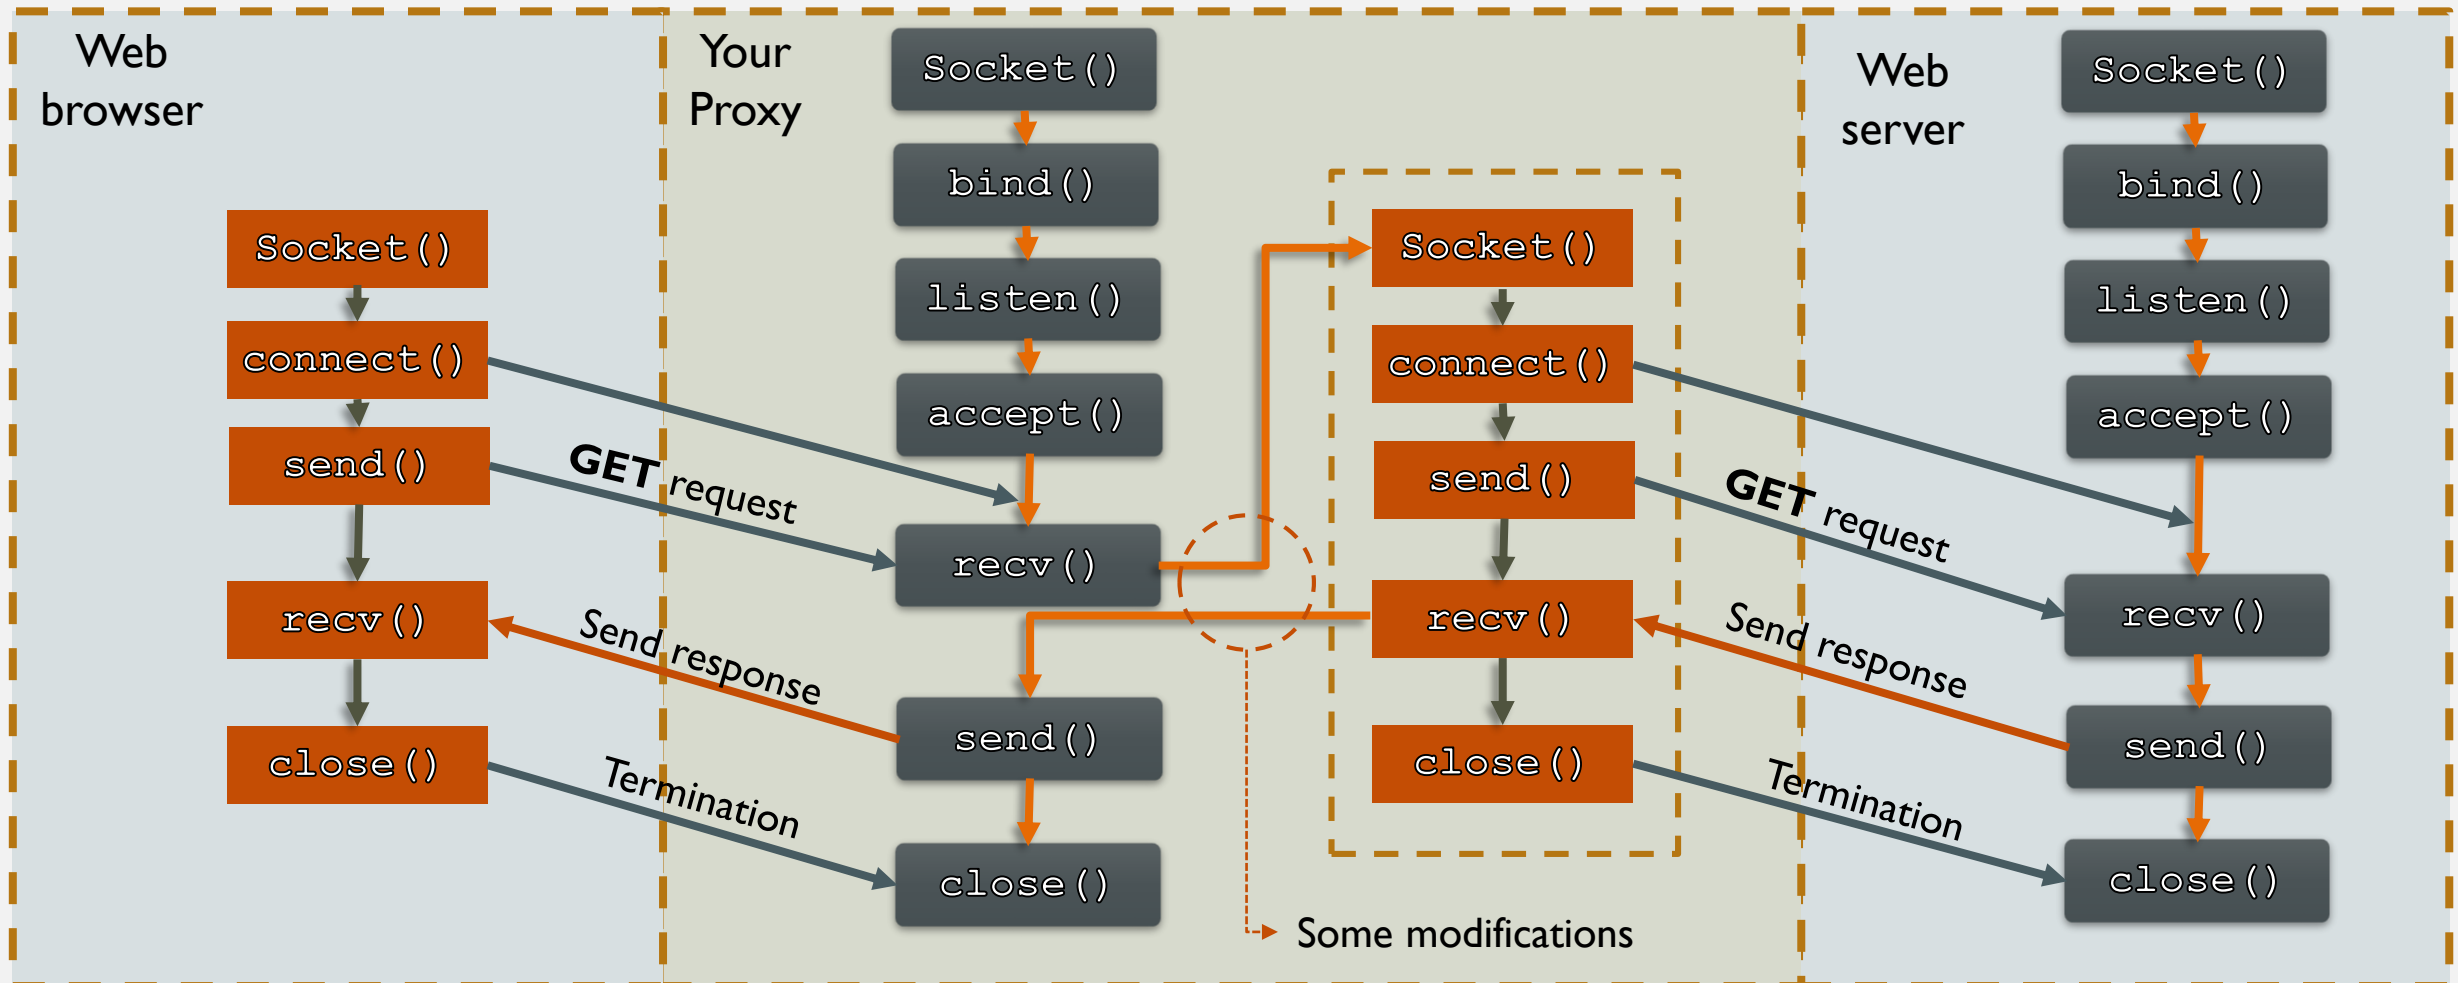 Web
browser
Socket()
connect()
send()
recv()
close()
GET request
Send response
Termination
Your
Proxy
Socket()
bind()
listen()
accept()
recv()
send()
close()
Socket()
connect()
send()
recv()
close()
Some modifications
GET request
Send response
Termination
Web
server
Socket()
bind()
listen()
accept()
recv()
send()
close()